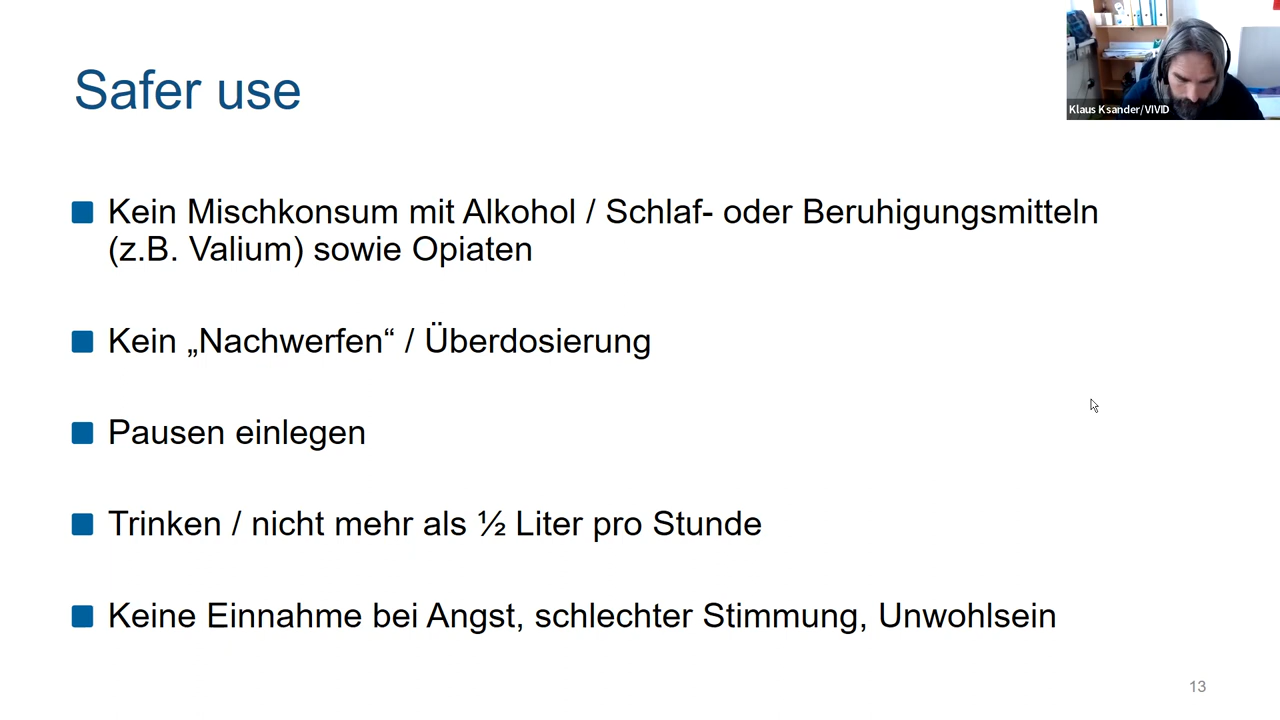 Safer use
Klaus Ksander/VIVID
Kein Mischkonsum mit Alkohol / Schlaf- oder Beruhigungsmitteln
(z.B. Valium) sowie Opiaten
Kein „Nachwerfen“ / Überdosierung
Pausen einlegen
Trinken / nicht mehr als ½ Liter pro Stunde
Keine Einnahme bei Angst, schlechter Stimmung, Unwohlsein
13